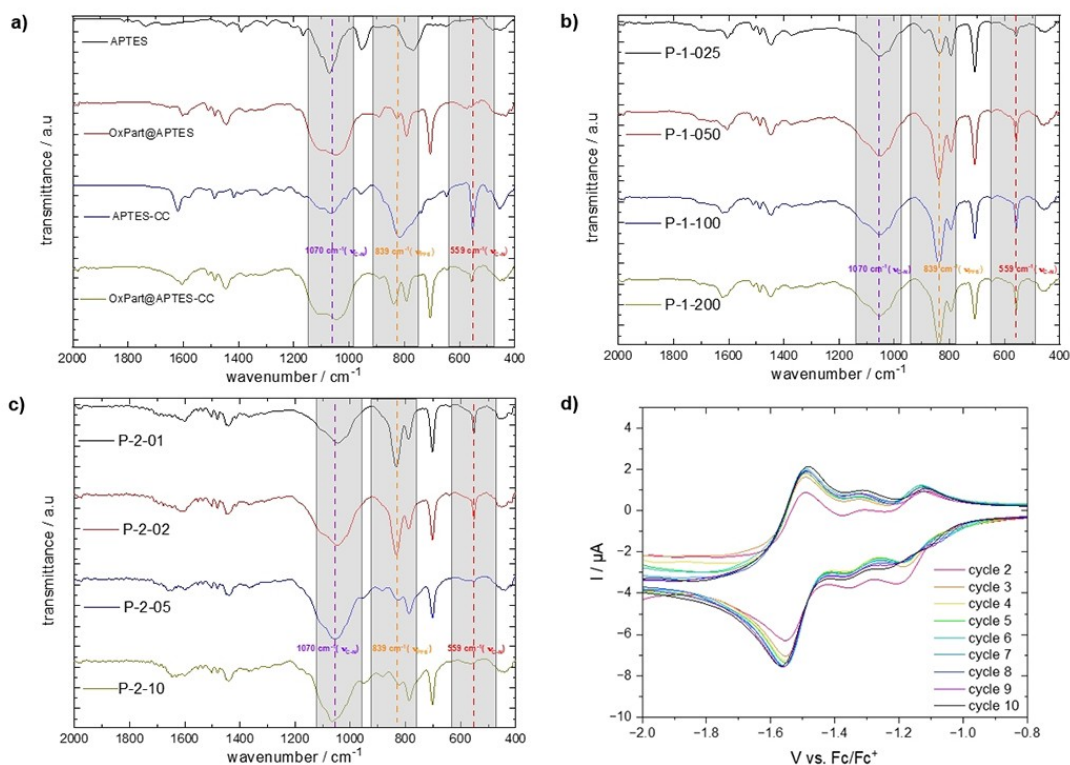 a)
APTES
OxPart@APTES
APTES-CC
1070 cm⁻¹(
839 cm⁻¹(
559 cm⁻¹(
OxPart@APTES-CC
transmittance / a.u
2000 1800 1600 1400 1200 1000 800 600 400
wavenumber / cm⁻¹
b)
P-1-025
P-1-050
P-1-100
1070 cm⁻¹(
839 cm⁻¹(
559 cm⁻¹(
P-1-200
transmittance / a.u
2000 1800 1600 1400 1200 1000 800 600 400
wavenumber / cm⁻¹
c)
P-2-01
P-2-02
P-2-05
1070 cm⁻¹(
839 cm⁻¹(
559 cm⁻¹(
P-2-10
transmittance / a.u
2000 1800 1600 1400 1200 1000 800 600 400
wavenumber/cm⁻¹
d)
4
2
0
−2
−4
−6
−8
−10
I / µA
cycle 2
cycle 3
cycle 4
cycle 5
cycle 6
cycle 7
cycle 8
cycle 9
cycle 10
−2.0 −1.8 −1.6 −1.4 −1.2 −1.0 −0.8
V vs. Fc/Fc⁺